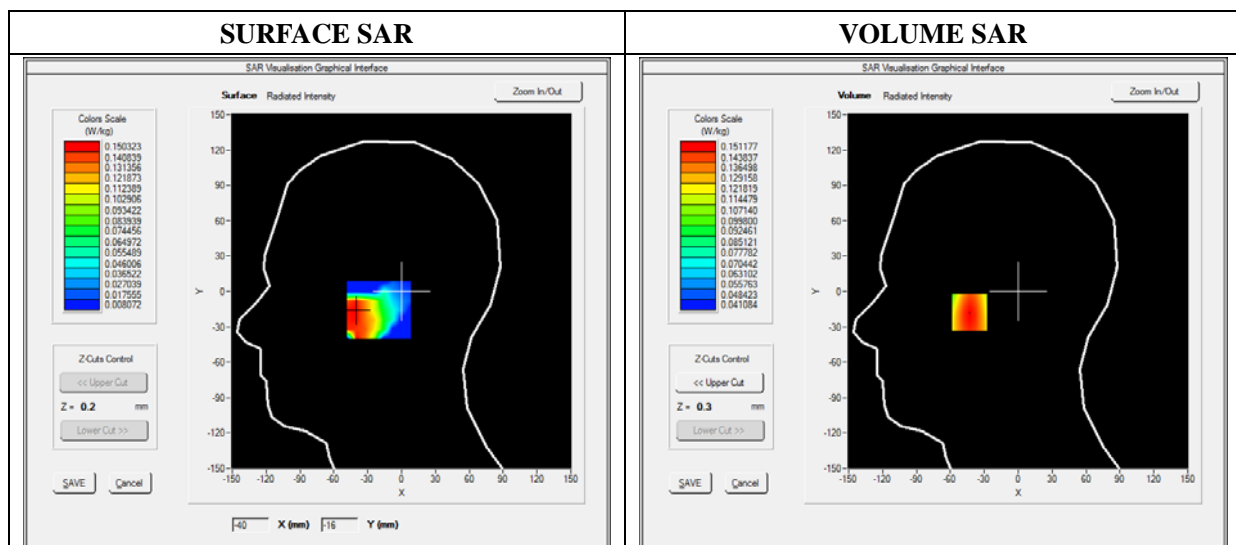 SURFACE SAR
VOLUME SAR
SAR Visualisation Graphical Interface
Surface Radiated Intensity
Zoom In/Out
Colors Scale
(W/kg)
0.150323
0.140839
0.131356
0.121873
0.112389
0.102906
0.093422
0.083939
0.074456
0.064972
0.055489
0.046006
0.036522
0.027039
0.017555
0.008072
150
120
90
60
30
0
-30
-60
-90
-120
-150
Y
-150 -120 -90 -60 -30 0 30 60 90 120 150
X
Z-Cuts Control
<< Upper Cut
Z = 0.2 mm
Lower Cut >>
SAVE Cancel
-40 X (mm) -16 Y (mm)
SAR Visualisation Graphical Interface
Volume Radiated Intensity
Zoom In/Out
Colors Scale
(W/kg)
0.151177
0.143837
0.136498
0.129158
0.121819
0.114479
0.107140
0.099800
0.092461
0.085121
0.077782
0.070442
0.063102
0.055763
0.048423
0.041084
150
120
90
60
30
0
-30
-60
-90
-120
-150
Y
-150 -120 -90 -60 -30 0 30 60 90 120 150
X
Z-Cuts Control
<< Upper Cut
Z = 0.3 mm
Lower Cut >>
SAVE Cancel